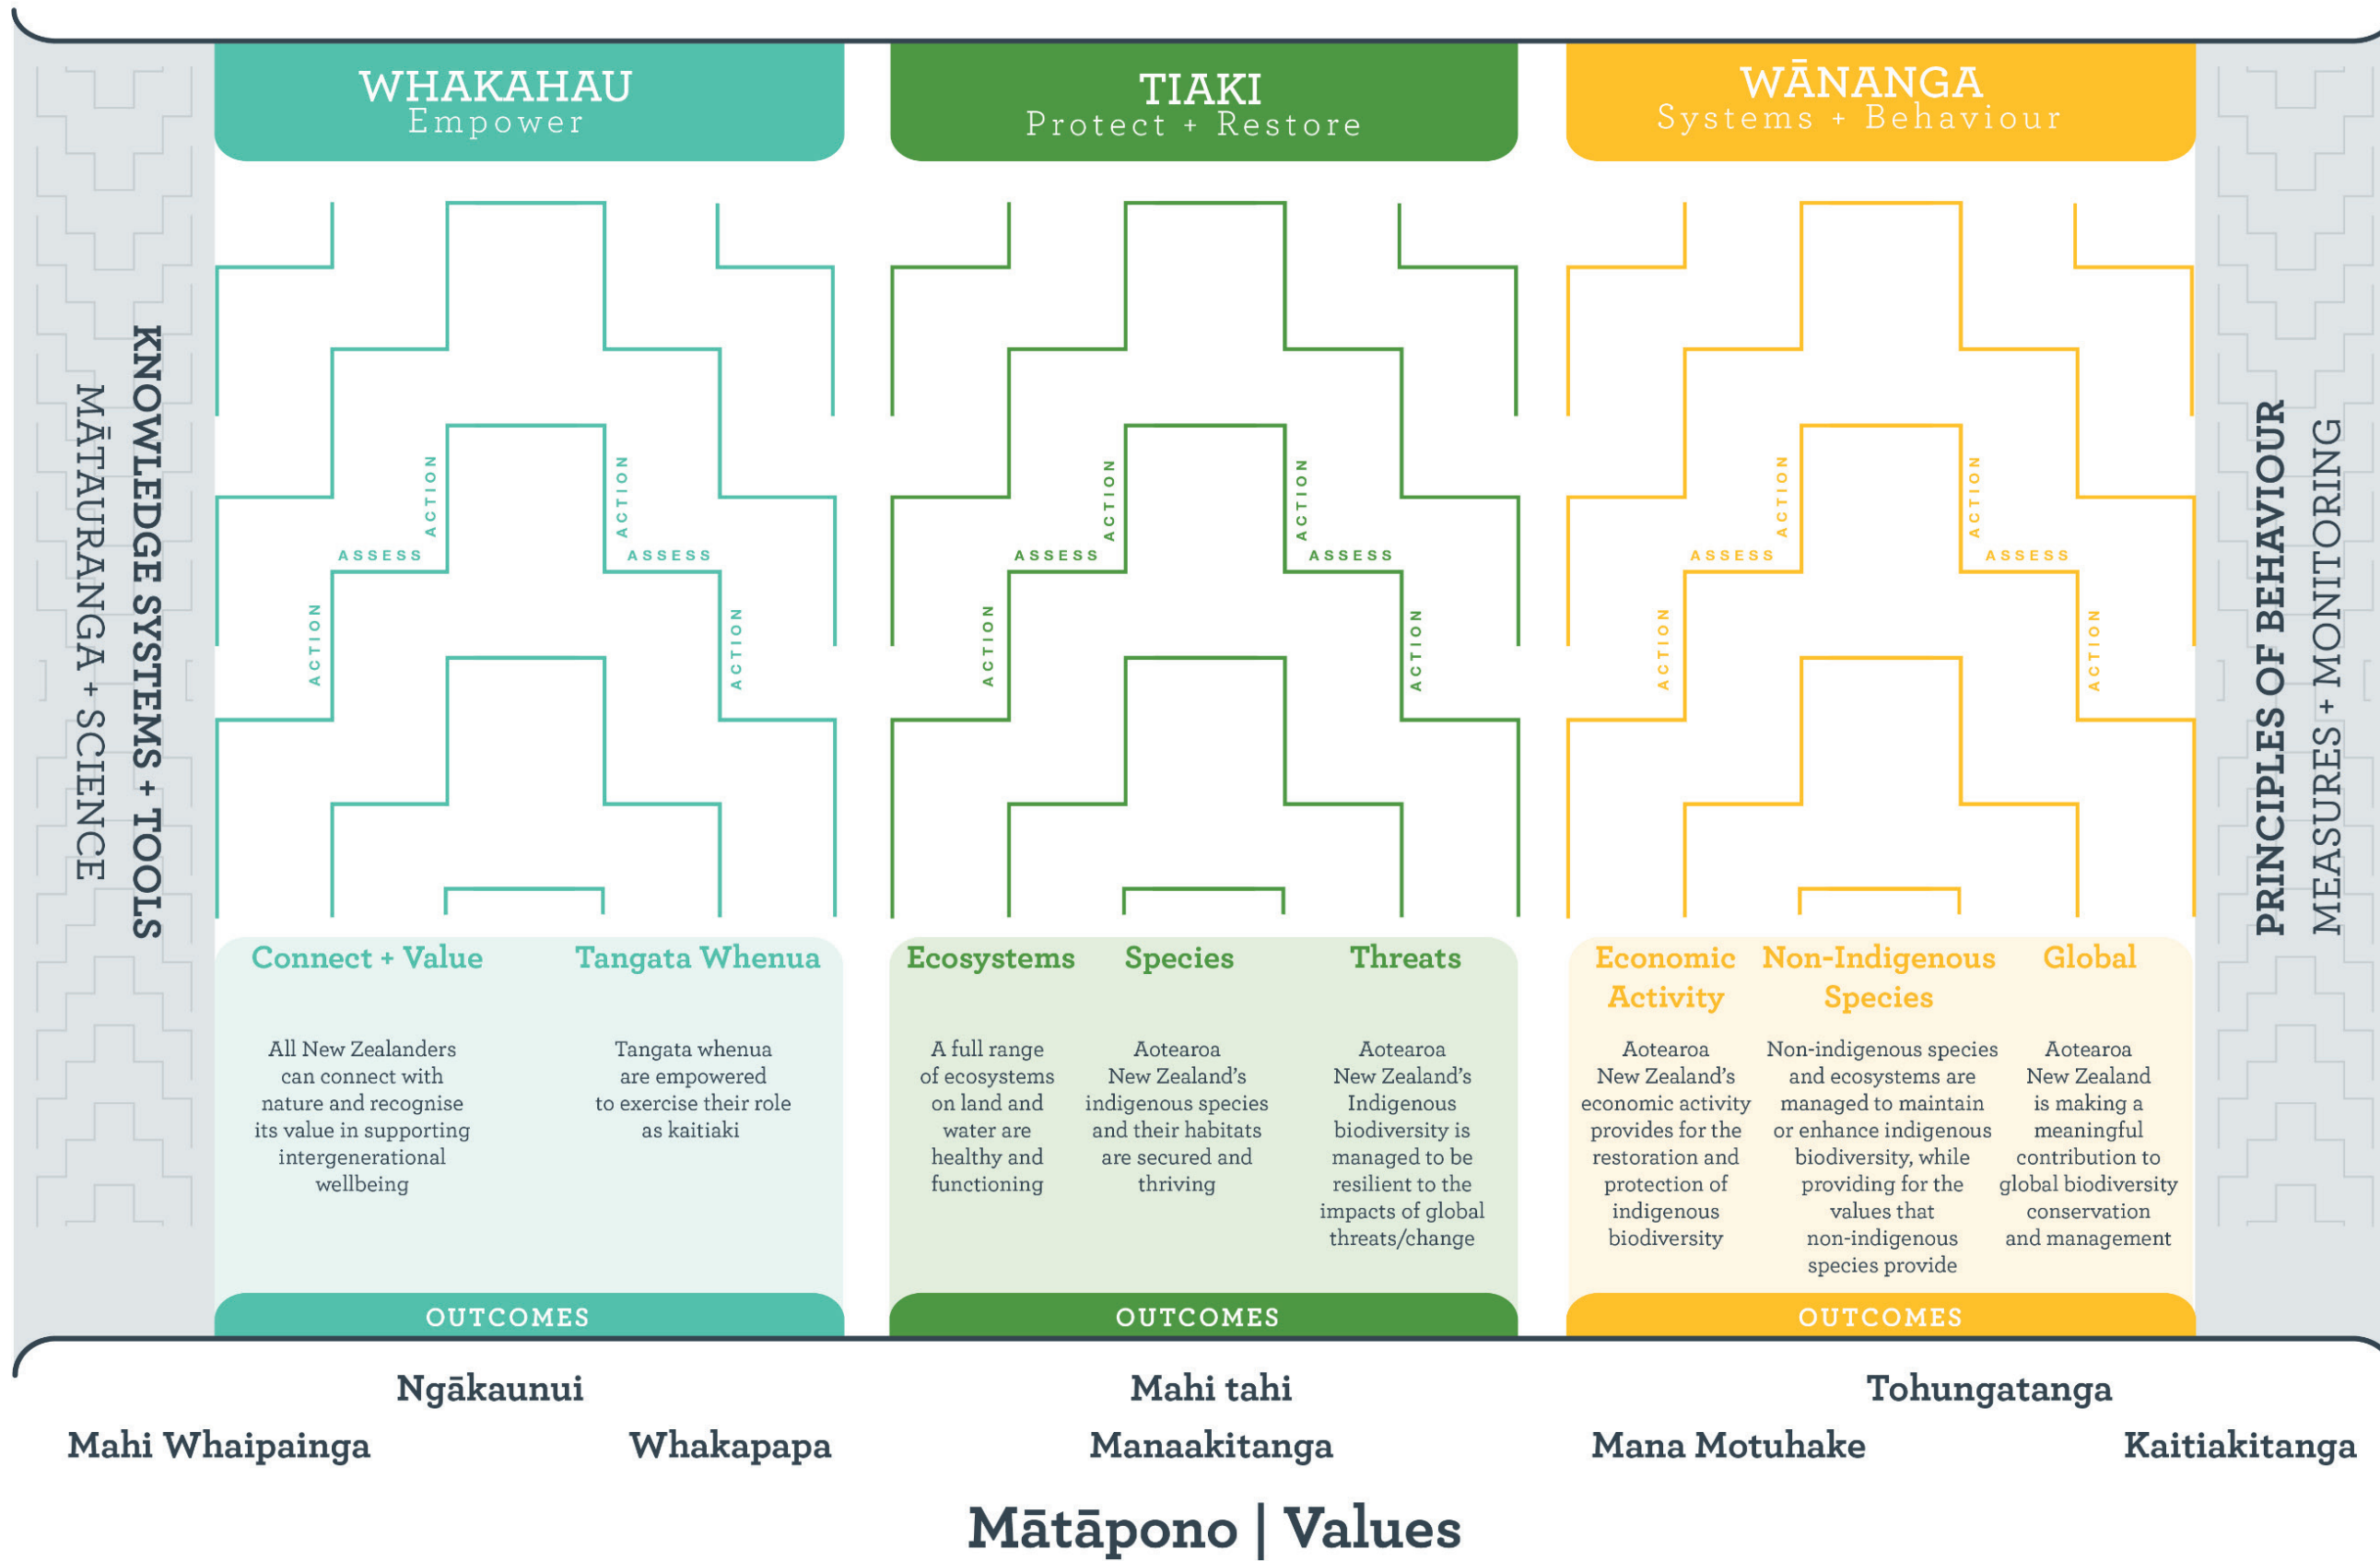 WHAKAHAU
Empower
TIAKI
Protect + Restore
WĀNANGA
Systems + Behaviour
KNOWLEDGE SYSTEMS + TOOLS
MĀTAURANGA + SCIENCE
ACTION
ASSESS
ACTION
ACTION
ASSESS
ACTION
ACTION
ASSESS
ACTION
ACTION
ASSESS
ACTION
ACTION
ASSESS
ACTION
ACTION
ASSESS
ACTION
PRINCIPLES OF BEHAVIOUR
MEASURES + MONITORING
Connect + Value
All New Zealanders
can connect with
nature and recognise
its value in supporting
intergenerational
wellbeing
Tangata Whenua
Tangata whenua
are empowered
to exercise their role
as kaitiaki
OUTCOMES
Ecosystems
A full range
of ecosystems
on land and
water are
healthy and
functioning
Species
Aotearoa
New Zealand's
indigenous species
and their habitats
are secured and
thriving
Threats
Aotearoa
New Zealand's
Indigenous
biodiversity is
managed to be
resilient to the
impacts of global
threats/change
OUTCOMES
Economic
Activity
Aotearoa
New Zealand's
economic activity
provides for the
restoration and
protection of
indigenous
biodiversity
Non-Indigenous
Species
Non-indigenous species
and ecosystems are
managed to maintain
or enhance indigenous
biodiversity, while
providing for the
values that
non-indigenous
species provide
Global
Aotearoa
New Zealand
is making a
meaningful
contribution to
global biodiversity
conservation
and management
OUTCOMES
Ngākaunui
Mahi tahi
Tohungatanga
Mahi Whaipainga
Whakapapa
Manaakitanga
Mana Motuhake
Kaitiakitanga
Mātāpono | Values